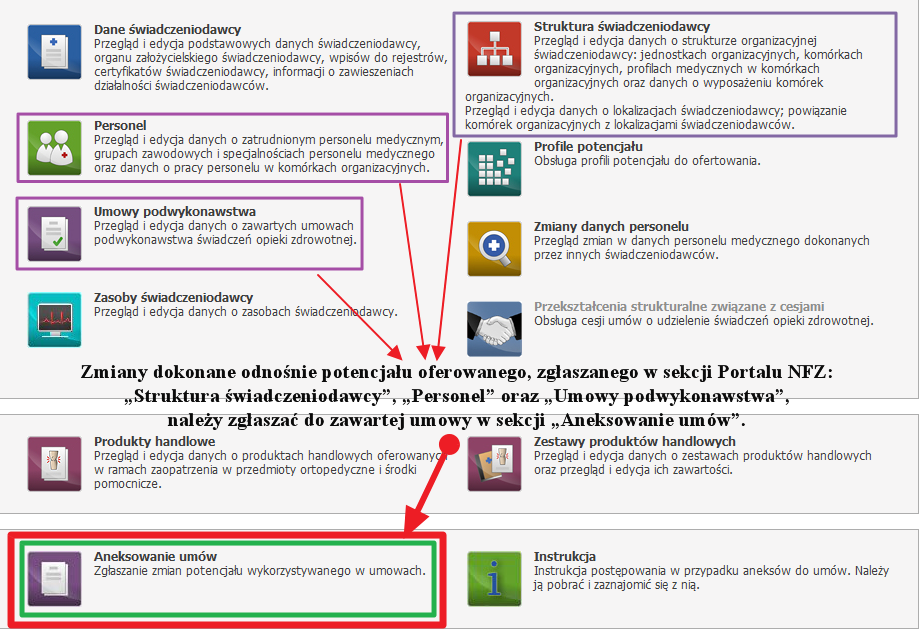 Dane świadczeniodawcy
Przegląd i edycja podstawowych danych świadczeniodawcy,
organu założycielskiego świadczeniodawcy, wpisów do rejestrów,
certyfikatów świadczeniodawcy, informacji o zawieszeniach
działalności świadczeniodawców.
Struktura świadczeniodawcy
Przegląd i edycja danych o strukturze organizacyjnej
świadczeniodawcy: jednostkach organizacyjnych, komórkach
organizacyjnych, profilach medycznych w komórkach
organizacyjnych oraz danych o wyposażeniu komórek
organizacyjnych.
Przegląd i edycja danych o lokalizacjach świadczeniodawcy; powiązanie
komórek organizacyjnych z lokalizacjami świadczeniodawców.
Personel
Przegląd i edycja danych o zatrudnionym personelu medycznym,
grupach zawodowych i specjalnościach personelu medycznego
oraz danych o pracy personelu w komórkach organizacyjnych.
Profile potencjału
Obsługa profili potencjału do ofertowania.
Umowy podwykonawstwa
Przegląd i edycja danych o zawartych umowach
podwykonawstwa świadczeń opieki zdrowotnej.
Zmiany danych personelu
Przegląd zmian w danych personelu medycznego dokonanych
przez innych świadczeniodawców.
Zasoby świadczeniodawcy
Przegląd i edycja danych o zasobach świadczeniodawcy.
Przekształcenia strukturalne związane z cesjami
Obsługa cesji umów o udzielenie świadczeń opieki zdrowotnej.
Zmiany dokonane odnośnie potencjału oferowanego, zgłaszanego w sekcji Portalu NFZ:
„Struktura świadczeniodawcy”, „Personel” oraz „Umowy podwykonawstwa”,
należy zgłaszać do zawartej umowy w sekcji „Aneksowanie umów”.
Produkty handlowe
Przegląd i edycja danych o produktach handlowych oferowanych
w ramach zaopatrzenia w przedmioty ortopedyczne i środki
pomocnicze.
Zestawy produktów handlowych
Przegląd i edycja danych o zestawach produktów handlowych
oraz przegląd i edycja ich zawartości.
Aneksowanie umów
Zgłaszanie zmian potencjału wykorzystywanego w umowach.
Instrukcja
Instrukcja postępowania w przypadku aneksów do umów. Należy
ją pobrać i zaznajomić się z nią.